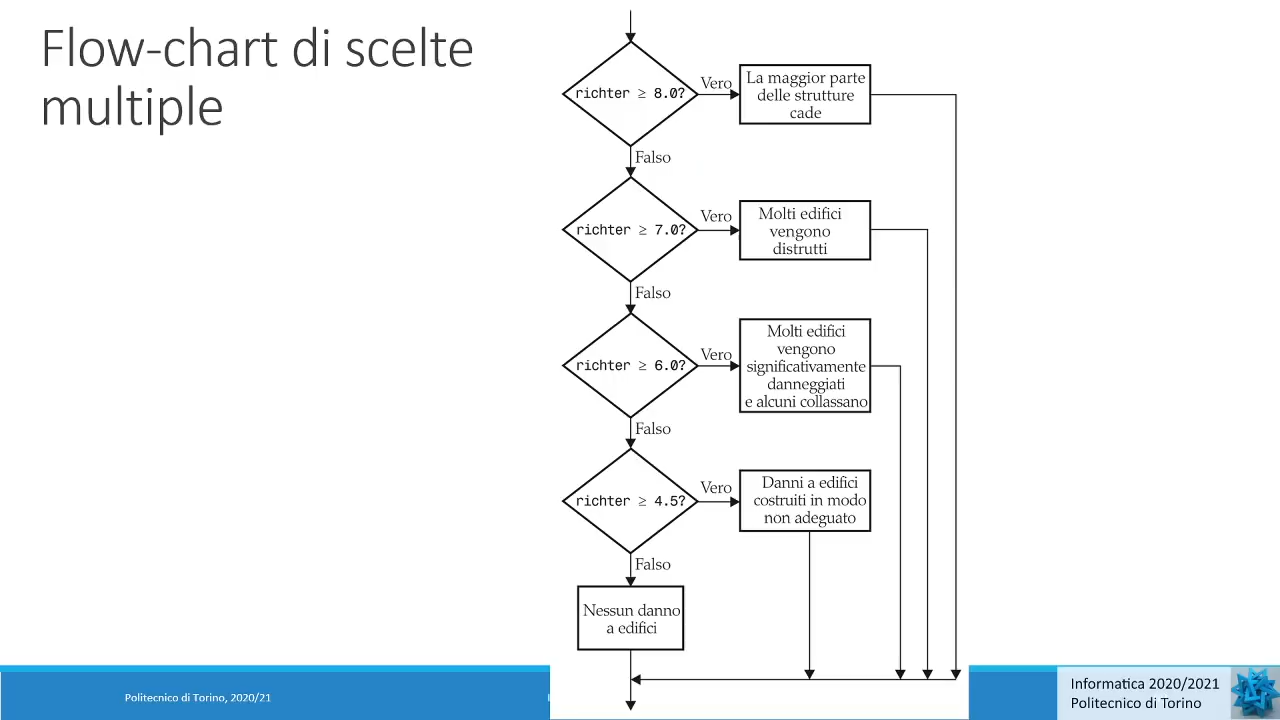 Flow-chart di scelte
multiple
richter ≥ 8.0?
Vero
La maggior parte
delle strutture
cade
Falso
richter ≥ 7.0?
Vero
Molti edifici
vengono
distrutti
Falso
richter ≥ 6.0?
Vero
Molti edifici
vengono
significativamente
danneggiati
e alcuni collassano
Falso
richter ≥ 4.5?
Vero
Danni a edifici
costruiti in modo
non adeguato
Falso
Nessun danno
a edifici
Politecnico di Torino, 2020/21
Informatica 2020/2021
Politecnico di Torino